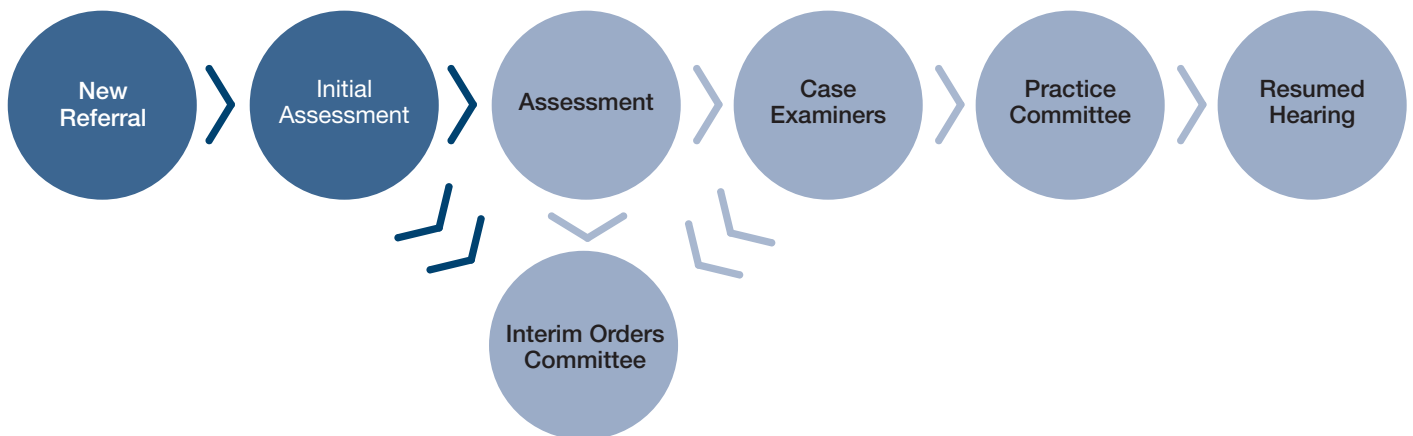 New
Referral
Initial
Assessment
Assessment
Case
Examiners
Practice
Committee
Resumed
Hearing
Interim Orders
Committee